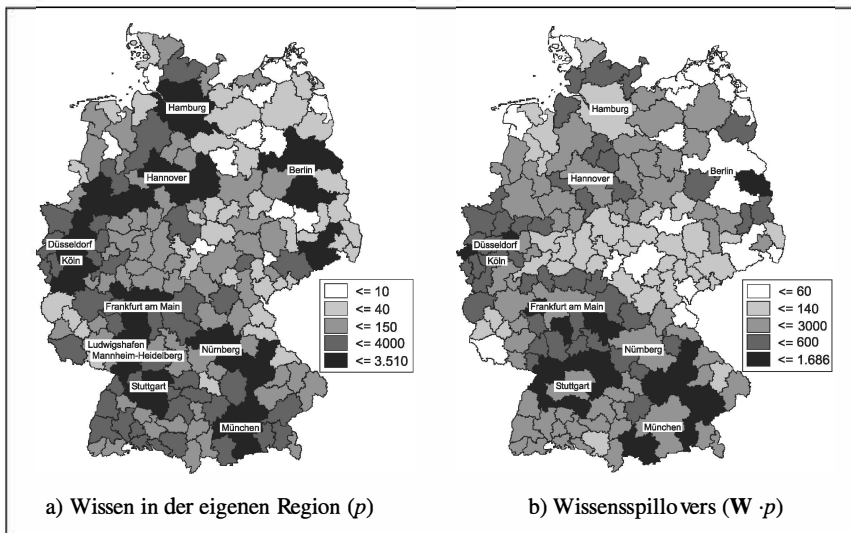 Hamburg
Berlin
Hannover
Düsseldorf
Köln
Frankfurt am Main
Ludwigshafen
Mannheim-Heidelberg
Nürnberg
Stuttgart
München
<= 10
<= 40
<= 150
<= 4000
<= 3.510
a) Wissen in der eigenen Region (p)
Hamburg
Berlin
Hannover
Düsseldorf
Köln
Frankfurt am Main
Nürnberg
Stuttgart
München
<= 60
<= 140
<= 3000
<= 600
<= 1.686
b) Wissensspillovers (W ·p)